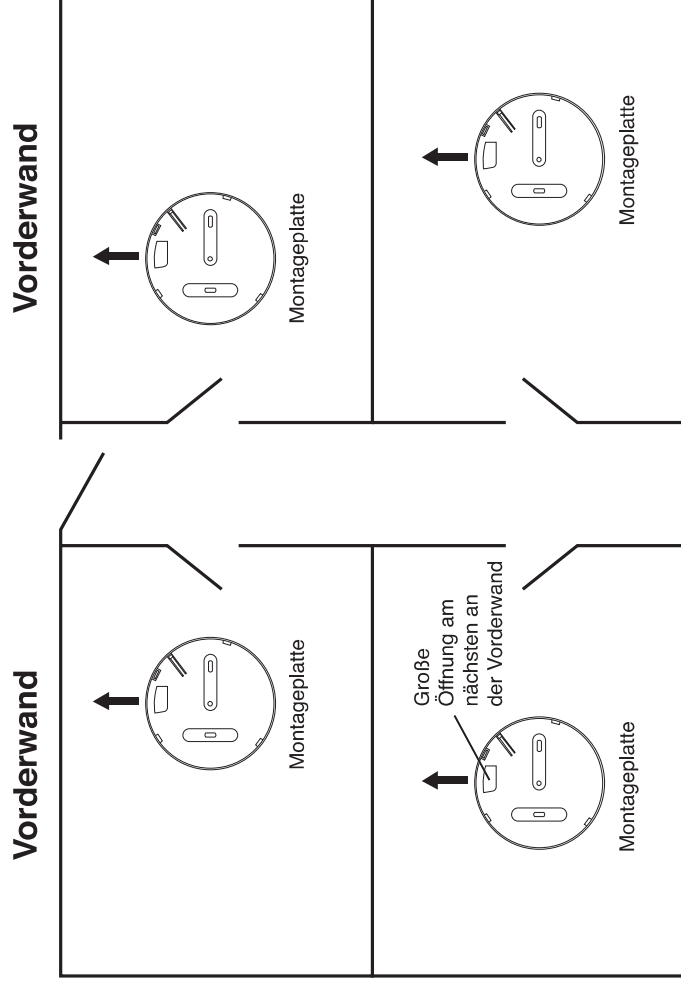 Vorderwand
Vorderwand
Montageplatte
Montageplatte
Große
Öffnung am
nächsten an
der Vorderwand
Montageplatte
Montageplatte